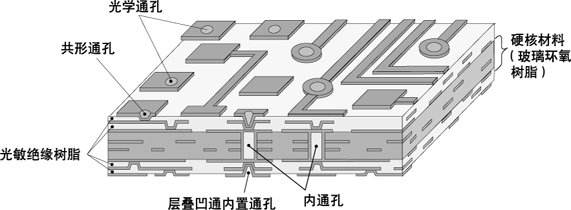 光学通孔
共形通孔
硬核材料
（玻璃环氧
树脂）
光敏绝缘树脂
层叠凹通内置通孔
内通孔